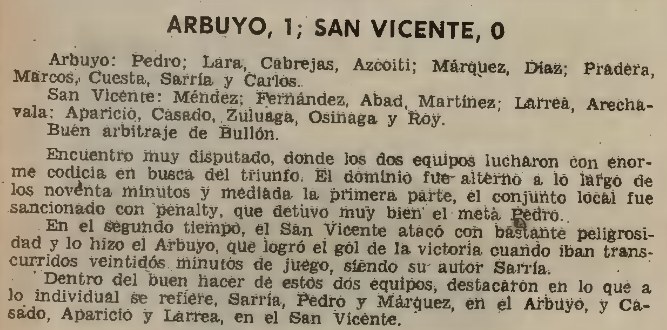 ARBUYO, 1; SAN VICENTE, 0
Arbuyo: Pedro; Lara, Cabrejas, Azcoiti; Márquez, Díaz; Pradera,
Marcos, Cuesta, Sarría y Carlos.
San Vicente: Méndez; Fernández, Abad, Martínez; Larrea, Arecha-
vala: Aparicio, Casado, Zuluaga, Osinaga y Roy.
Buen arbitraje de Bullón.
Encuentro muy disputado, donde los dos equipos lucharon con enor-
me codicia en busca del triunfo. El dominio fue alterno a lo largo de
los noventa minutos y mediada la primera parte, el conjunto local fue
sancionado con penalty, que detuvo muy bien el meta Pedro.
En el segundo tiempo, el San Vicente atacó con bastante peligrosi-
dad y lo hizo el Arbuyo, que logró el gol de la victoria cuando iban trans-
curridos veintidós minutos de juego, siendo su autor Sarría.
Dentro del buen hacer de estos dos equipos, destacaron en lo que a
lo individual se refiere, Sarría, Pedro y Márquez, en el Arbuyo, y Ca-
sado, Aparicio y Larrea, en el San Vicente.